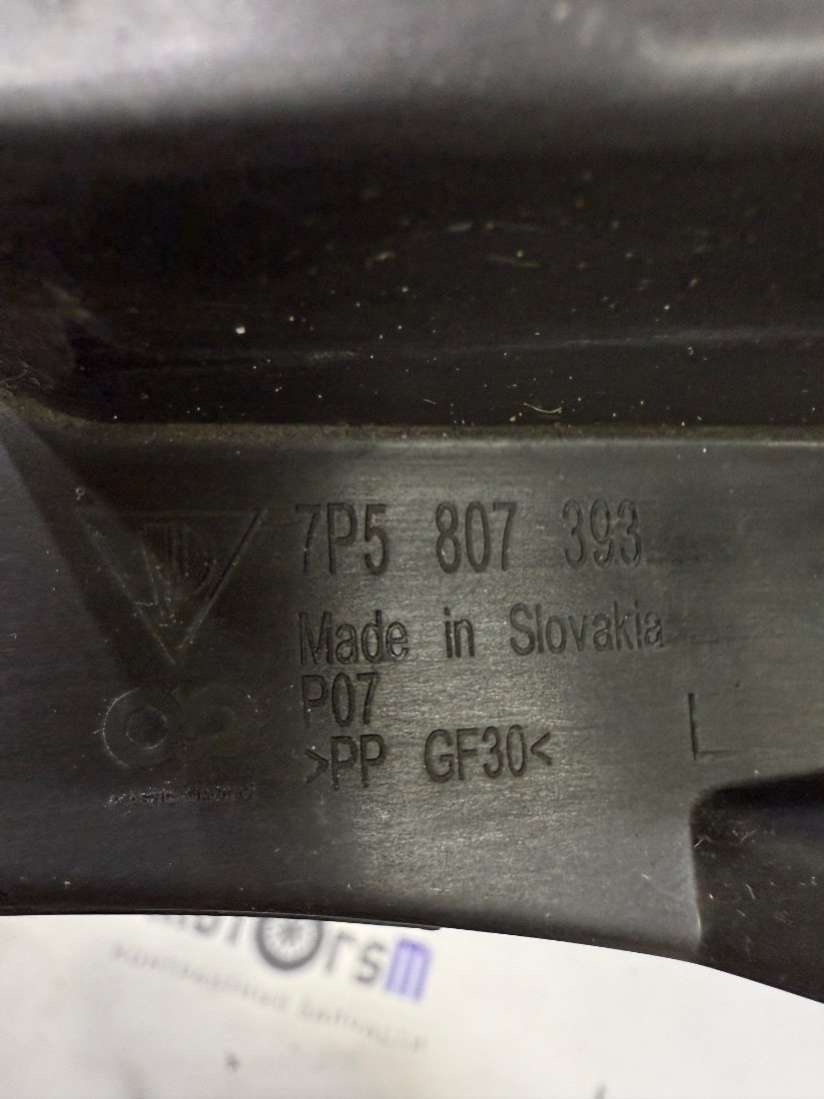 7P5 807 393
Made in Slovakia
P07
>PP GF30<
L